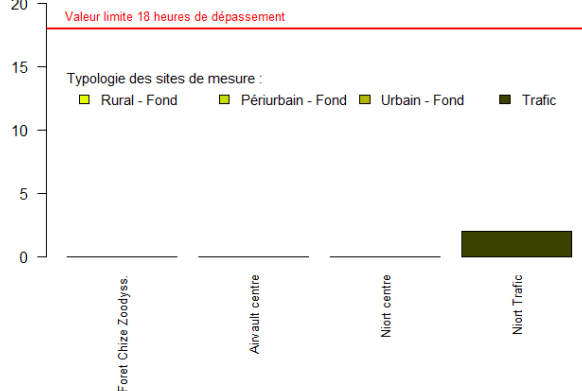 20
Valeur limite 18 heures de dépassement
15
Typologie des sites de mesure :
Rural - Fond Périurbain - Fond Urbain - Fond Trafic
10
5
0
Foret Chize Zoodyss.
Airvault centre
Niort centre
Niort Trafic